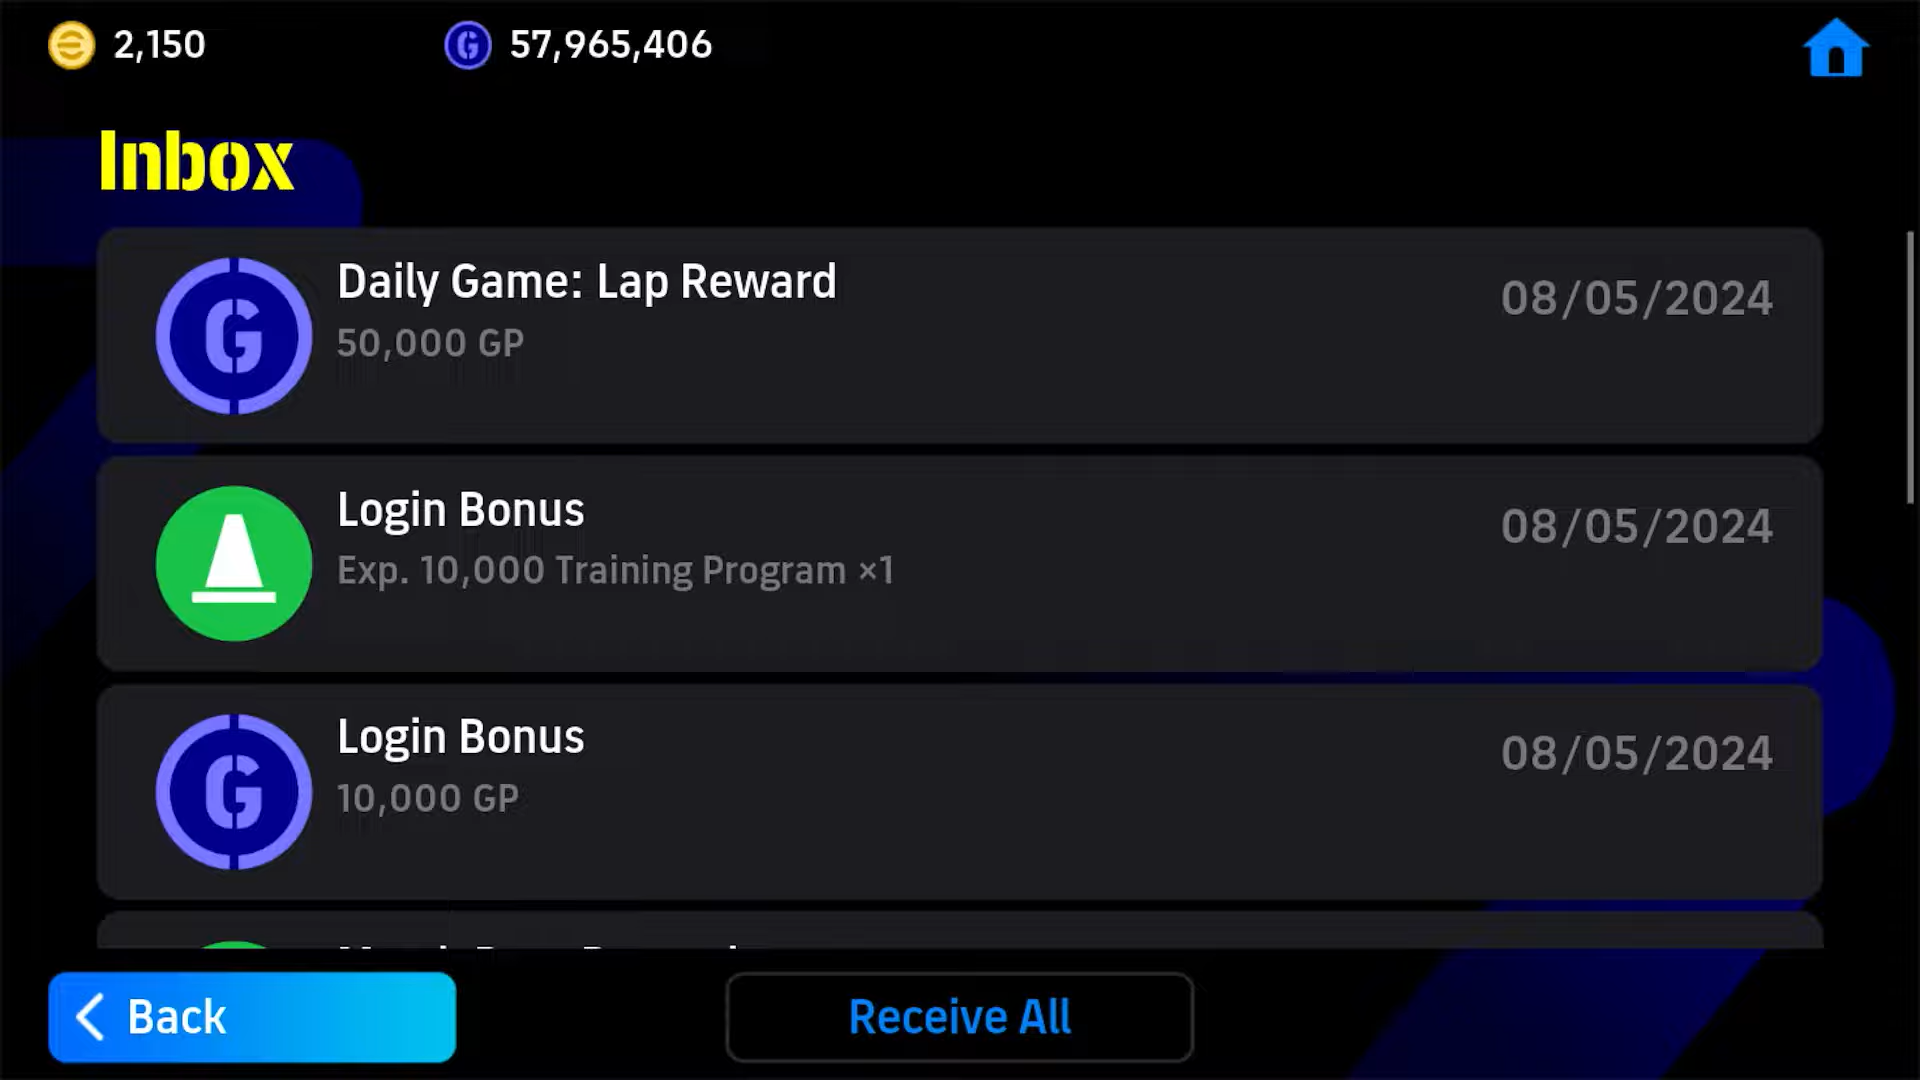 2,150
57,965,406
Inbox
Daily Game: Lap Reward
08/05/2024
50,000 GP
Login Bonus
08/05/2024
Exp. 10,000 Training Program ×1
Login Bonus
08/05/2024
10,000 GP
Back
Receive All